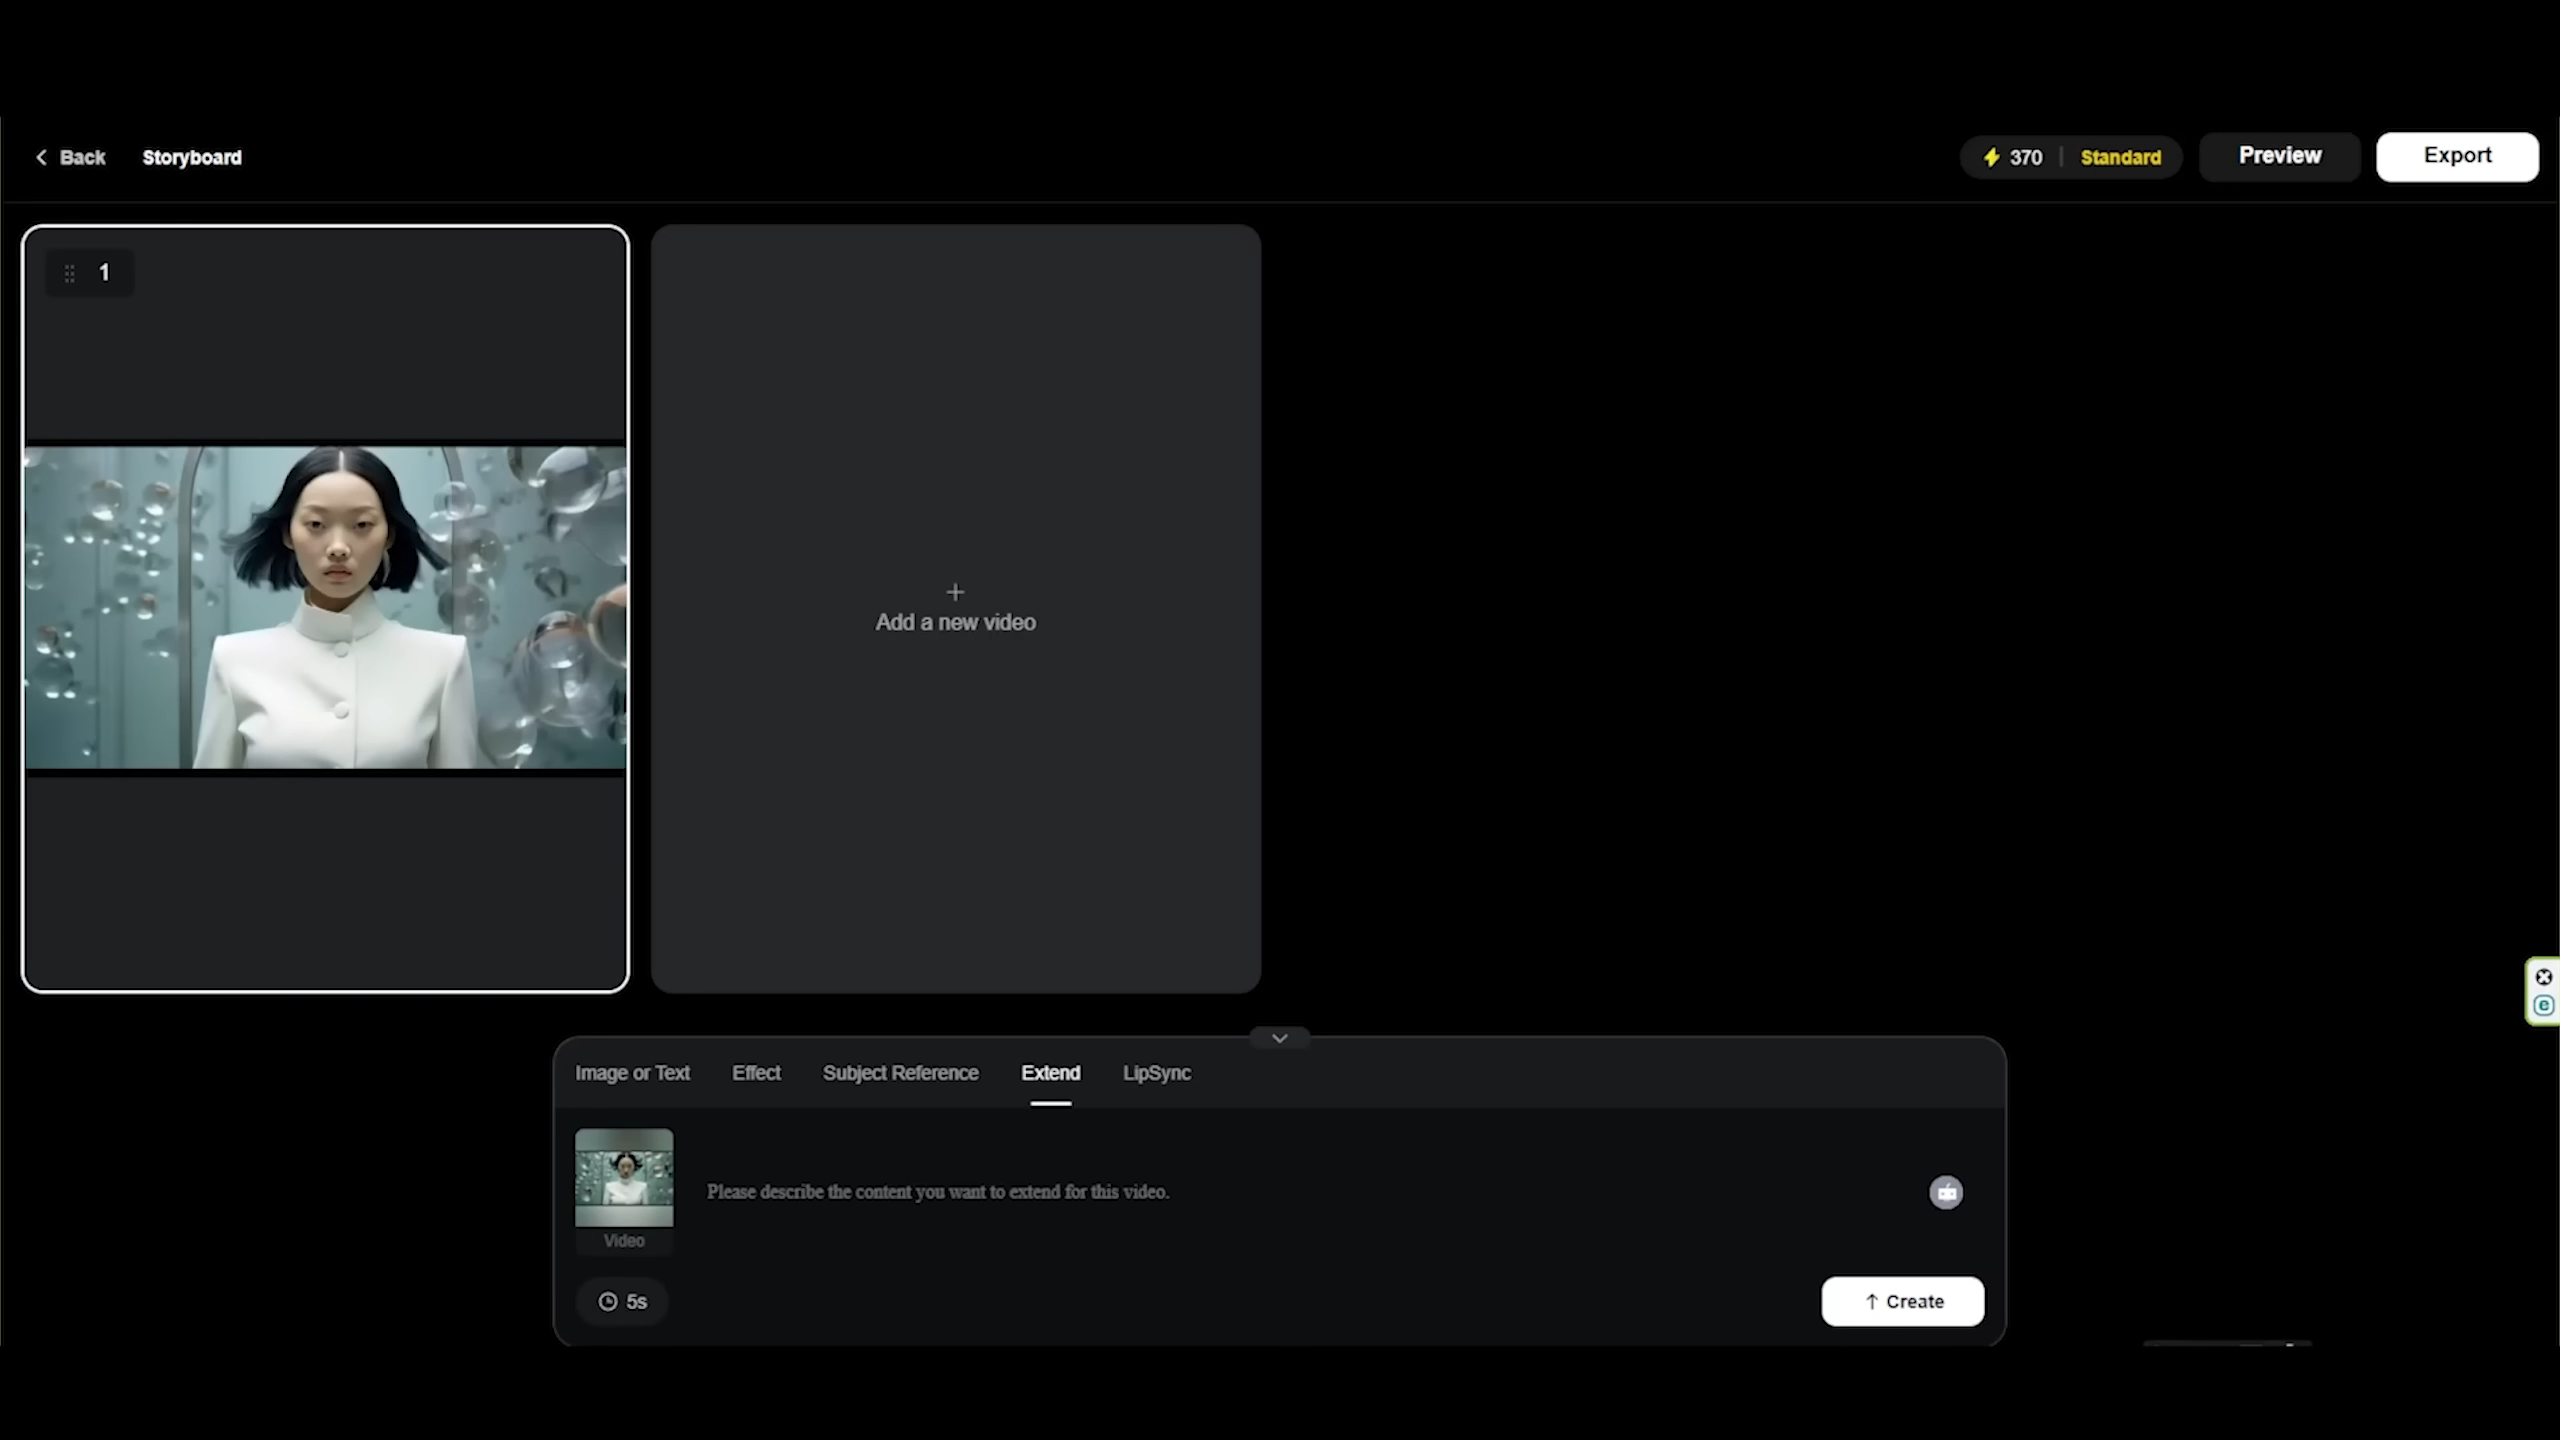 Back
Storyboard
370
Standard
Preview
Export
1
Add a new video
Image or Text
Effect
Subject Reference
Extend
LipSync
Please describe the content you want to extend for this video.
Video
5s
Create